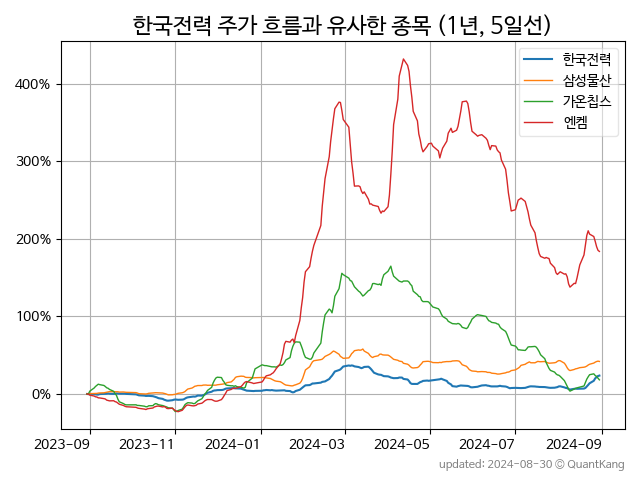 한국전력 주가 흐름과 유사한 종목 (1년, 5일선)
한국전력
삼성물산
가온칩스
엔켐
400%
300%
200%
100%
0%
2023-09 2023-11 2024-01 2024-03 2024-05 2024-07 2024-09
updated: 2024-08-30 © QuantKang